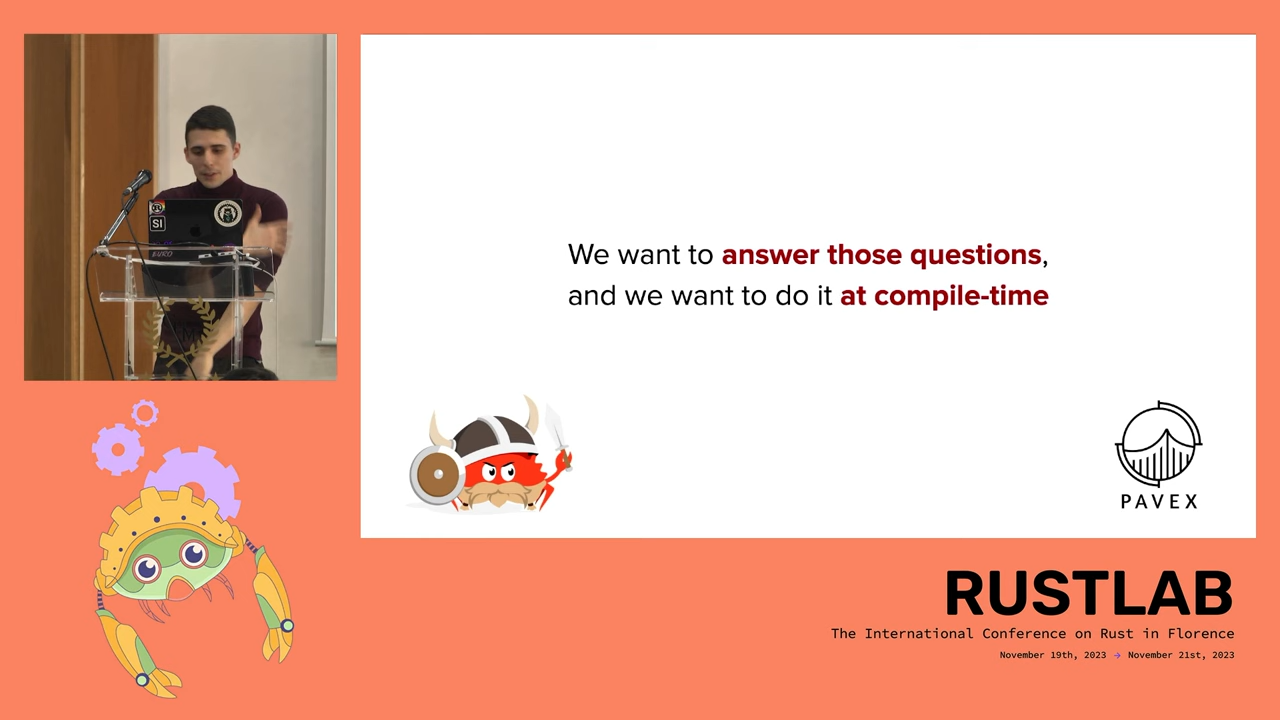 We want to answer those questions,
and we want to do it at compile-time
PAVEX
SI
RUSTLAB
The International Conference on Rust in Florence
November 19th, 2023 → November 21st, 2023